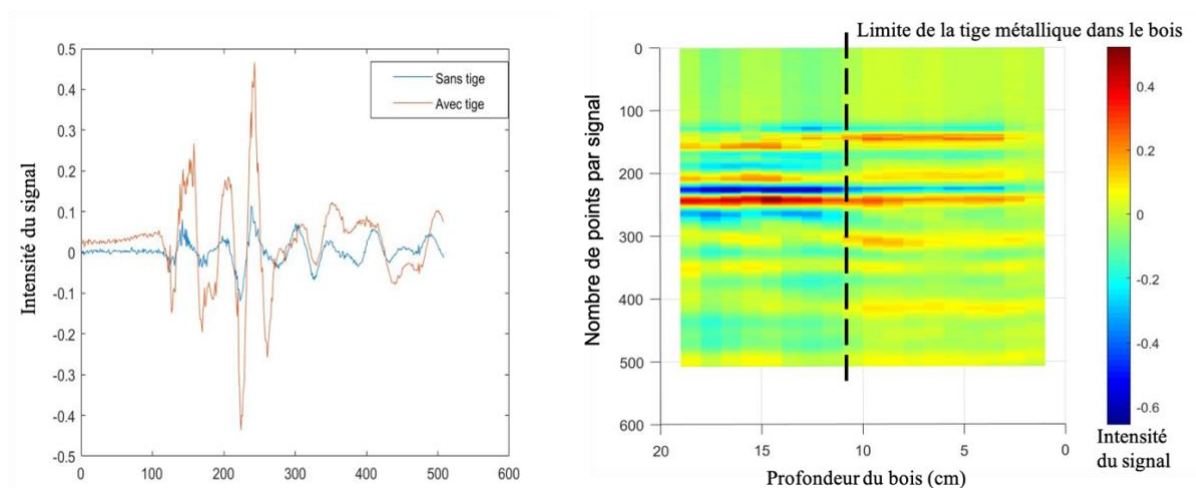 0.5
0.4
0.3
0.2
0.1
0
-0.1
-0.2
-0.3
-0.4
-0.5
0 100 200 300 400 500 600
Intensité du signal
Sans tige
Avec tige
Limite de la tige métallique dans le bois
0
100
200
300
400
500
600
Nombre de points par signal
20 15 10 5 0
Profondeur du bois (cm)
0.4
0.2
0
-0.2
-0.4
-0.6
Intensité
du signal